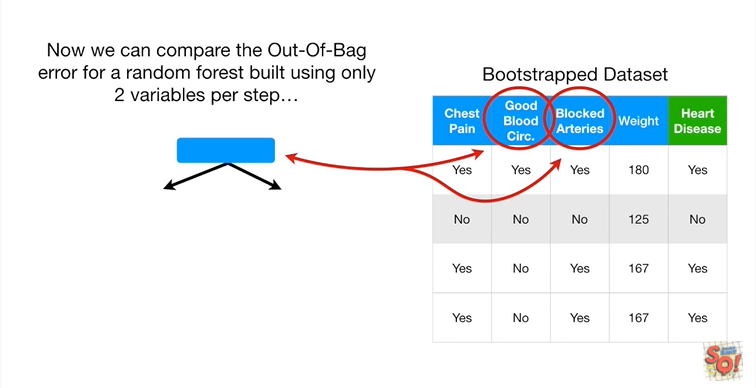 Now we can compare the Out-Of-Bag
error for a random forest built using only
2 variables per step…
Bootstrapped Dataset
Chest Pain Good Blood Circ. Blocked Arteries Weight Heart Disease
Yes Yes Yes 180 Yes
No No No 125 No
Yes No Yes 167 Yes
Yes No Yes 167 Yes
SQ!